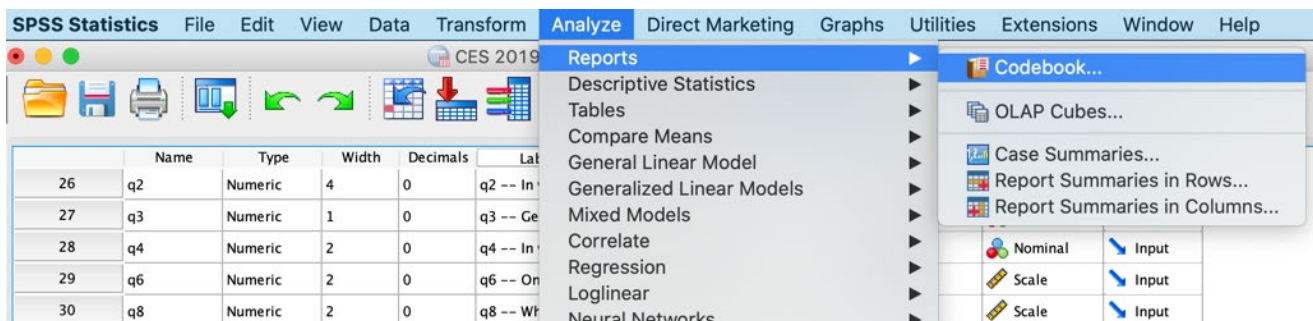 SPSS Statistics File Edit View Data Transform Analyze Direct Marketing Graphs Utilities Extensions Window Help
CES 2019
Reports
Codebook...
Descriptive Statistics
Tables
OLAP Cubes...
Compare Means
General Linear Model
Case Summaries...
Generalized Linear Models
Report Summaries in Rows...
Mixed Models
Report Summaries in Columns...
Correlate
Regression
Loglinear
Neural Networks
Name Type Width Decimals Lab
26 q2 Numeric 4 0 q2 -- In
27 q3 Numeric 1 0 q3 -- Ge
28 q4 Numeric 2 0 q4 -- In Nominal Input
29 q6 Numeric 2 0 q6 -- On Scale Input
30 q8 Numeric 2 0 q8 -- Wh Scale Input